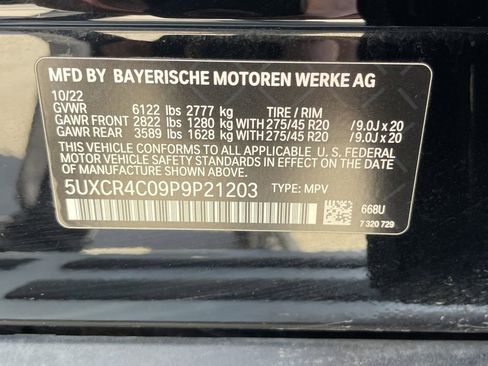 MFD BY BAYERISCHE MOTOREN WERKE AG
10/22
GVWR 6122 lbs 2777 kg TIRE / RIM
GAWR FRONT 2822 lbs 1280 kg WITH 275/45 R20 / 9.0J x 20
GAWR REAR 3589 lbs 1628 kg WITH 275/45 R20 / 9.0J x 20
THIS VEHICLE CONFORMS TO ALL APPLICABLE U. S. FEDERAL
MOTOR VEHICLE SAFETY STANDARDS IN EFFECT ON THE DATE
OF MANUFACTURE SHOWN ABOVE.
5UXCR4C09P9P21203 TYPE: MPV
668U
7 320 729